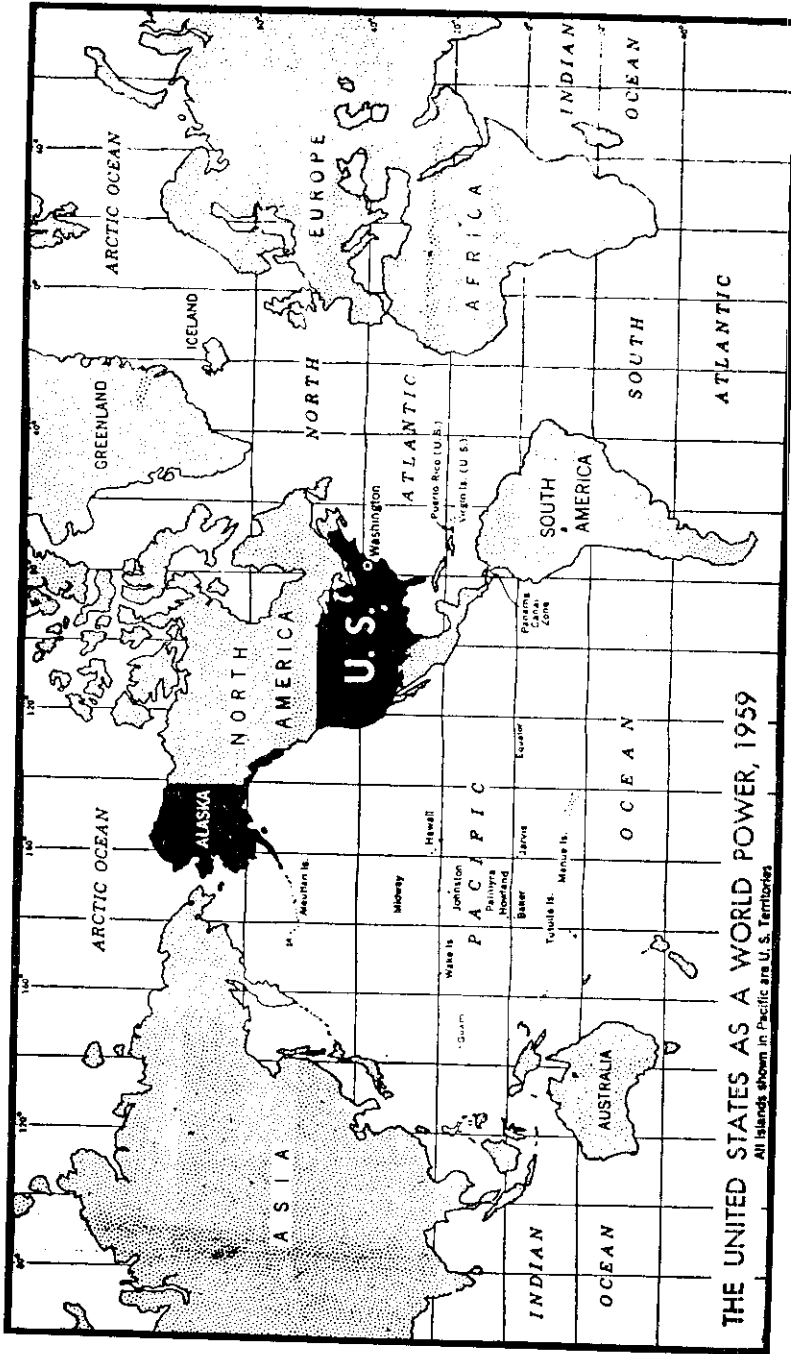 ARCTIC OCEAN
ARCTIC OCEAN
GREENLAND
ICELAND
ALASKA
NORTH
AMERICA
EUROPE
ASIA
Aleutian Is.
U. S.
Washington
NORTH
ATLANTIC
Midway
Hawaii
Puerto Rico (U.S.)
Virgin Is. (U.S.)
AFRICA
Wake Is
Johnston
Guam
PACIFIC
Palmyra
Howland
Baker
Jarvis
Equator
Panama
Canal
Zone
SOUTH
AMERICA
INDIAN
OCEAN
Tutuila Is.
Manua Is.
INDIAN
OCEAN
AUSTRALIA
OCEAN
SOUTH
ATLANTIC
THE UNITED STATES AS A WORLD POWER, 1959
All Islands shown in Pacific are U. S. Territories